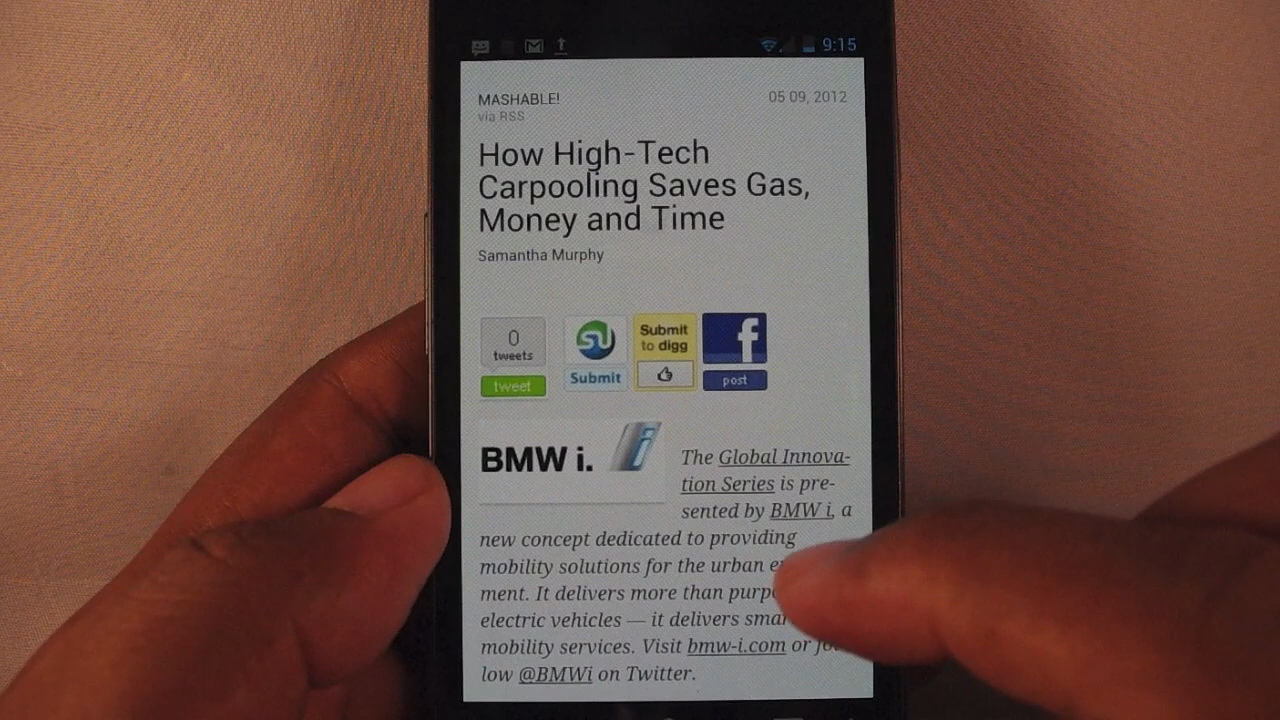 9:15
MASHABLE!
05 09, 2012
via RSS
How High-Tech
Carpooling Saves Gas,
Money and Time
Samantha Murphy
0
tweets
tweet
Submit
Submit
to digg
f
post
BMW i.
i
The Global Innova-
tion Series is pre-
sented by BMW i, a
new concept dedicated to providing
mobility solutions for the urban
ment. It delivers more than
electric vehicles — it delivers
mobility services. Visit bmw-i.com or
low @BMWi on Twitter.